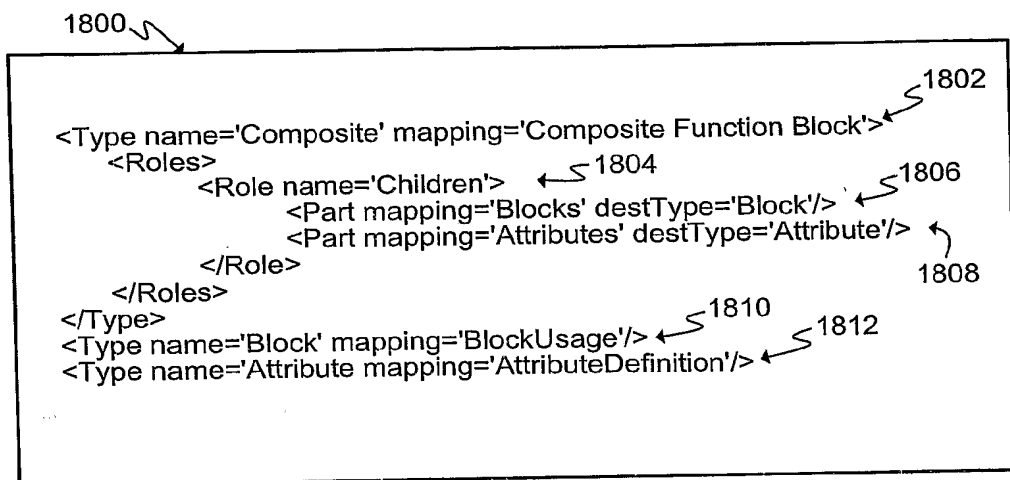 1800
1802
<Type name='Composite' mapping='Composite Function Block'>
<Roles>
<Role name='Children'> 1804
1806
<Part mapping='Blocks' destType='Block'/>
<Part mapping='Attributes' destType='Attribute'/>
</Role>
1808
</Roles>
</Type>
1810
<Type name='Block' mapping='BlockUsage'/>
1812
<Type name='Attribute mapping='AttributeDefinition'/>